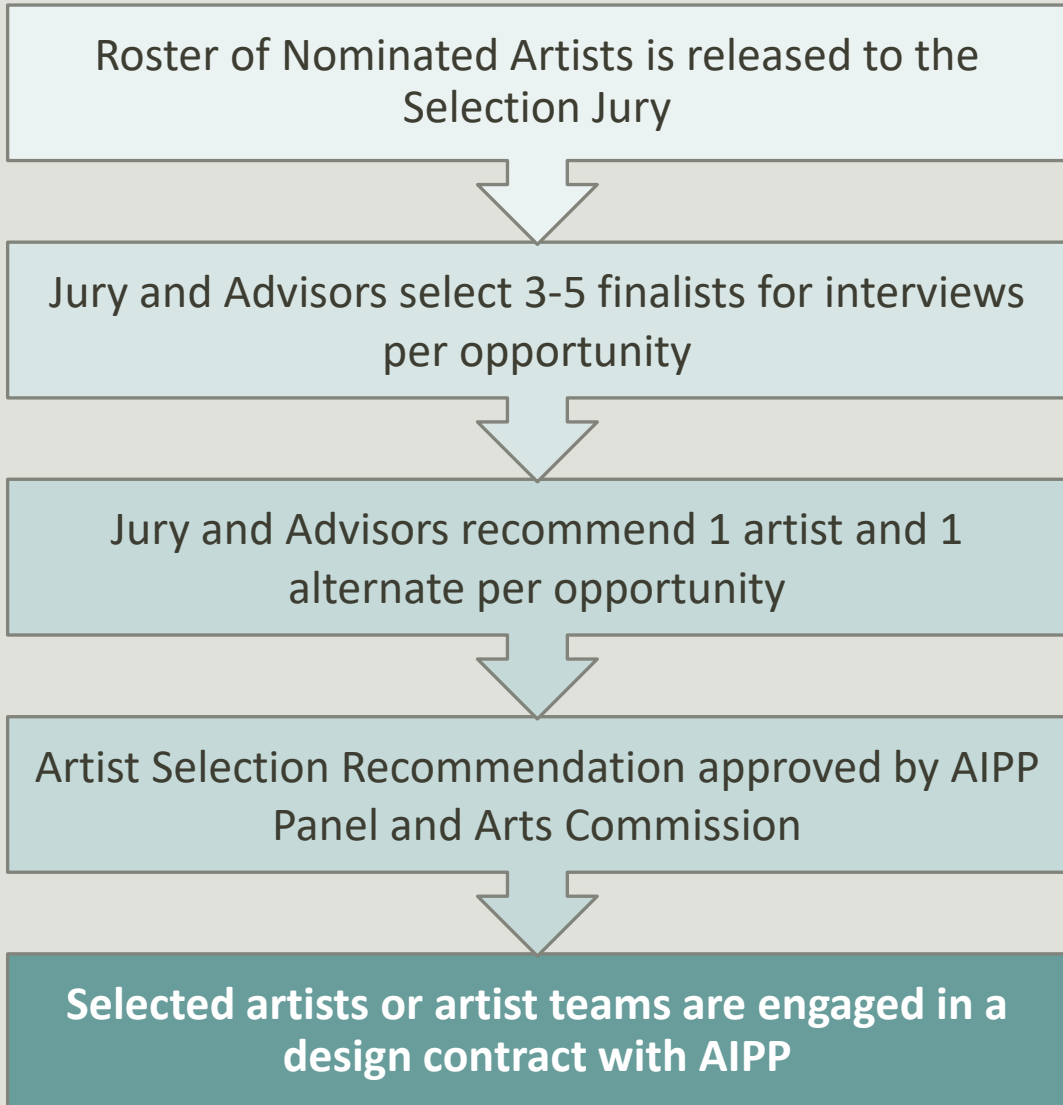 Roster of Nominated Artists is released to the
Selection Jury
Jury and Advisors select 3-5 finalists for interviews
per opportunity
Jury and Advisors recommend 1 artist and 1
alternate per opportunity
Artist Selection Recommendation approved by AIPP
Panel and Arts Commission
Selected artists or artist teams are engaged in a
design contract with AIPP